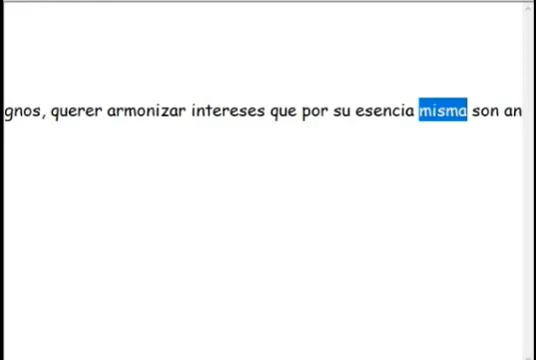 gnos, querer armonizar intereses que por su esencia misma son an